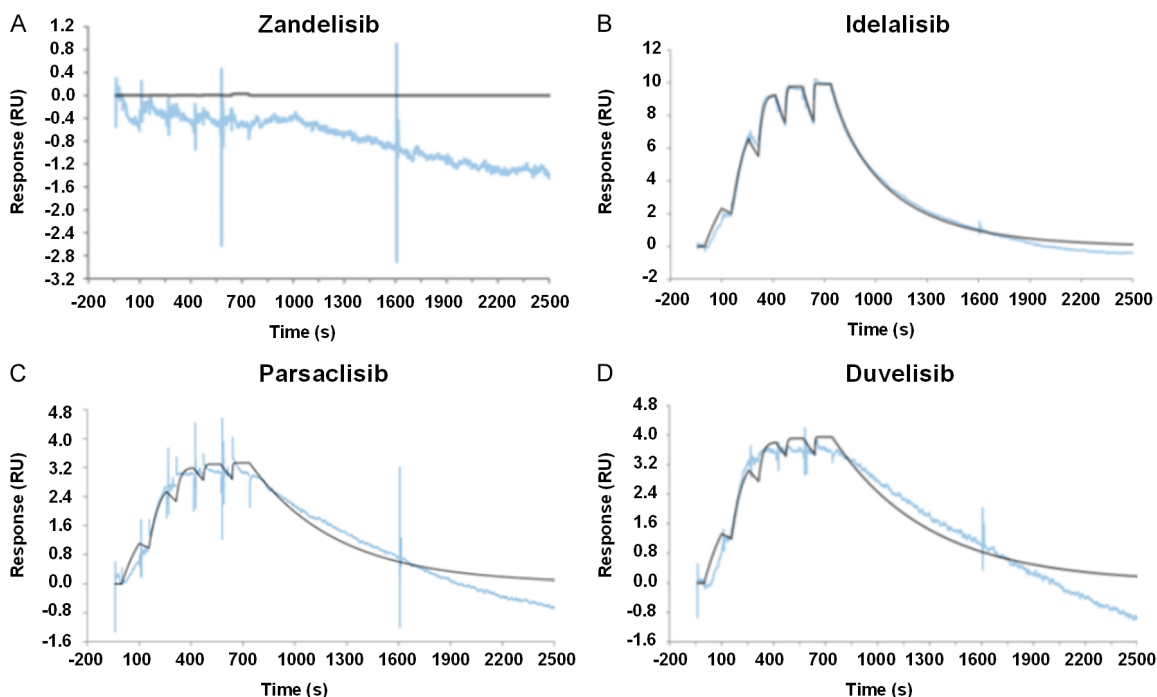 A
Zandelisib
Response (RU)
1.2
0.8
0.4
0.0
-0.4
-0.8
-1.2
-1.6
-2.0
-2.4
-2.8
-3.2
-200 100 400 700 1000 1300 1600 1900 2200 2500
Time (s)
B
Idelalisib
Response (RU)
12
10
8
6
4
2
0
-2
-200 100 400 700 1000 1300 1600 1900 2200 2500
Time (s)
C
Parsaclisib
Response (RU)
4.8
4.0
3.2
2.4
1.6
0.8
0.0
-0.8
-1.6
-200 100 400 700 1000 1300 1600 1900 2200 2500
Time (s)
D
Duvelisib
Response (RU)
4.8
4.0
3.2
2.4
1.6
0.8
0.0
-0.8
-1.6
-200 100 400 700 1000 1300 1600 1900 2200 2500
Time (s)